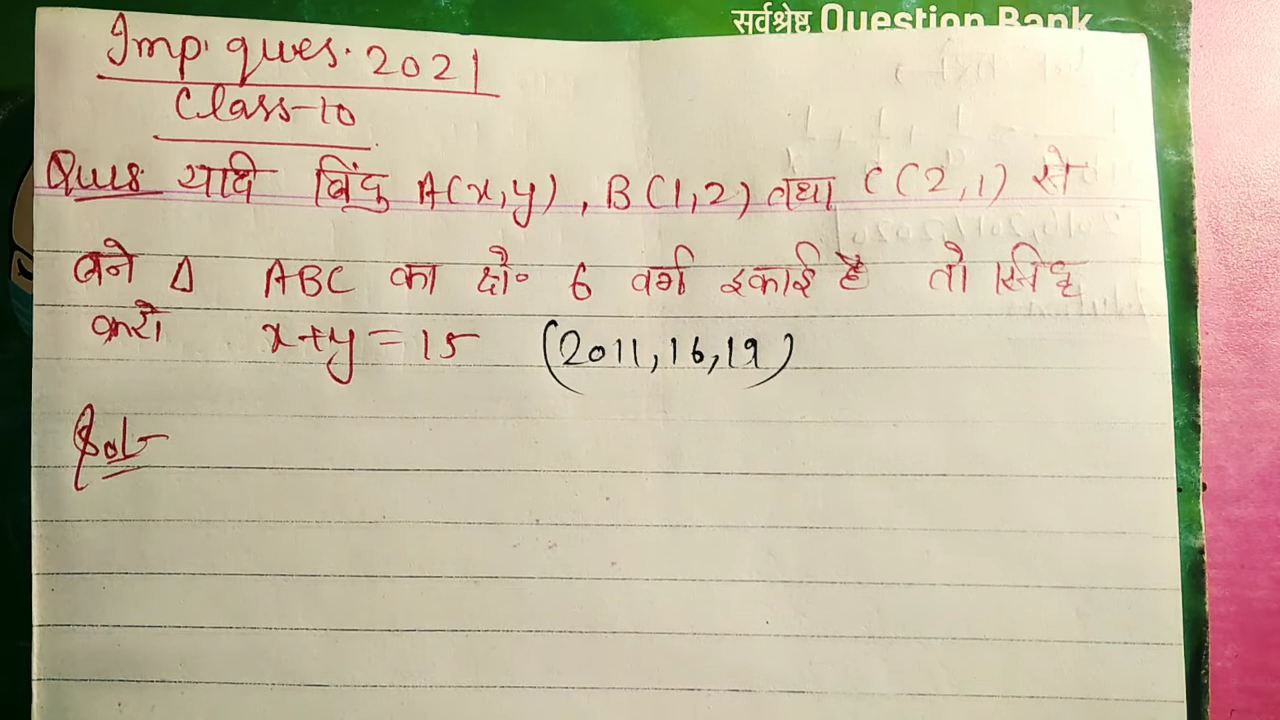 सर्वश्रेष्ठ Question Bank
Imp. ques. 2021
Class-10
Ques. यदि बिंदु A(x,y), B(1,2) तथा C(2,1) से
बने Δ ABC का क्षे० 6 वर्ग इकाई है तो सिद्ध
करो x+y=15 (2011,16,19)
Sol-